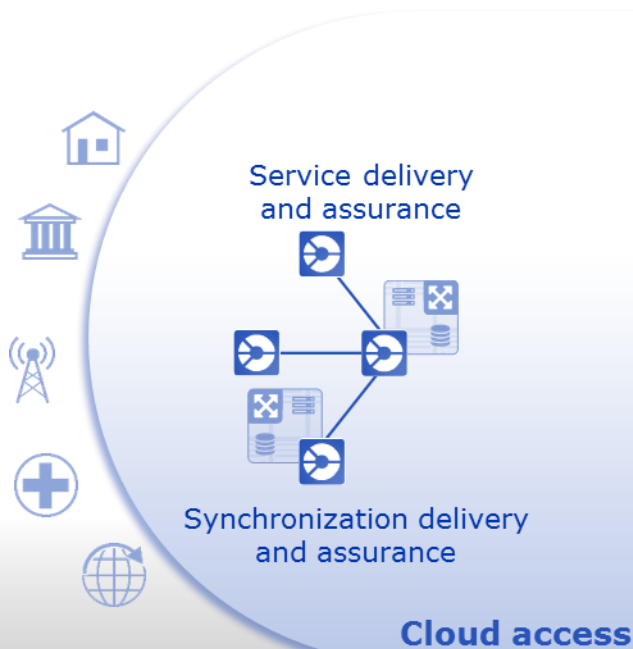 Service delivery
and assurance
Synchronization delivery
and assurance
Cloud access